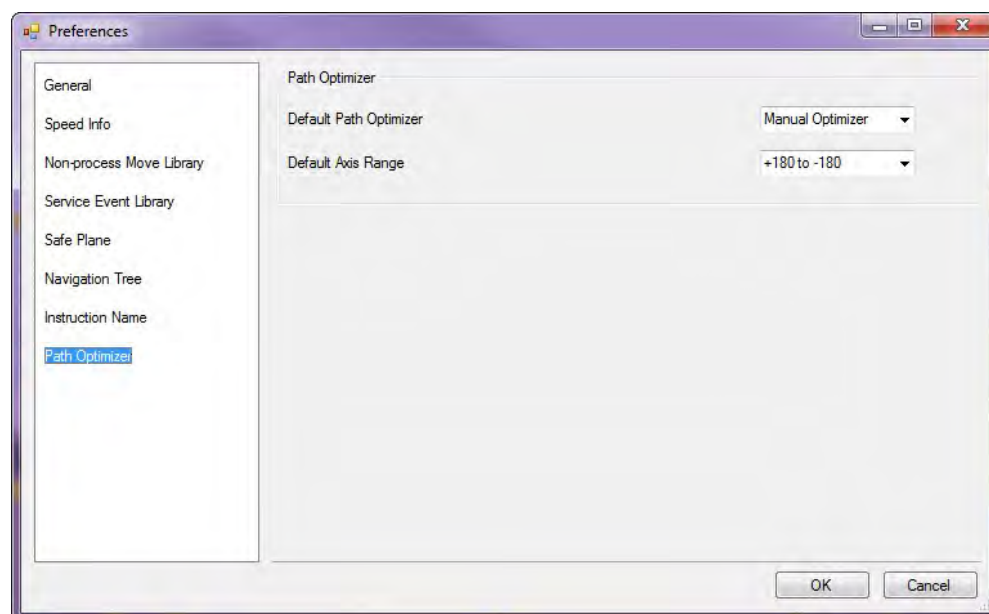 Preferences
General
Speed Info
Non-process Move Library
Service Event Library
Safe Plane
Navigation Tree
Instruction Name
Path Optimizer
Path Optimizer
Default Path Optimizer Manual Optimizer
Default Axis Range +180 to -180
OK Cancel